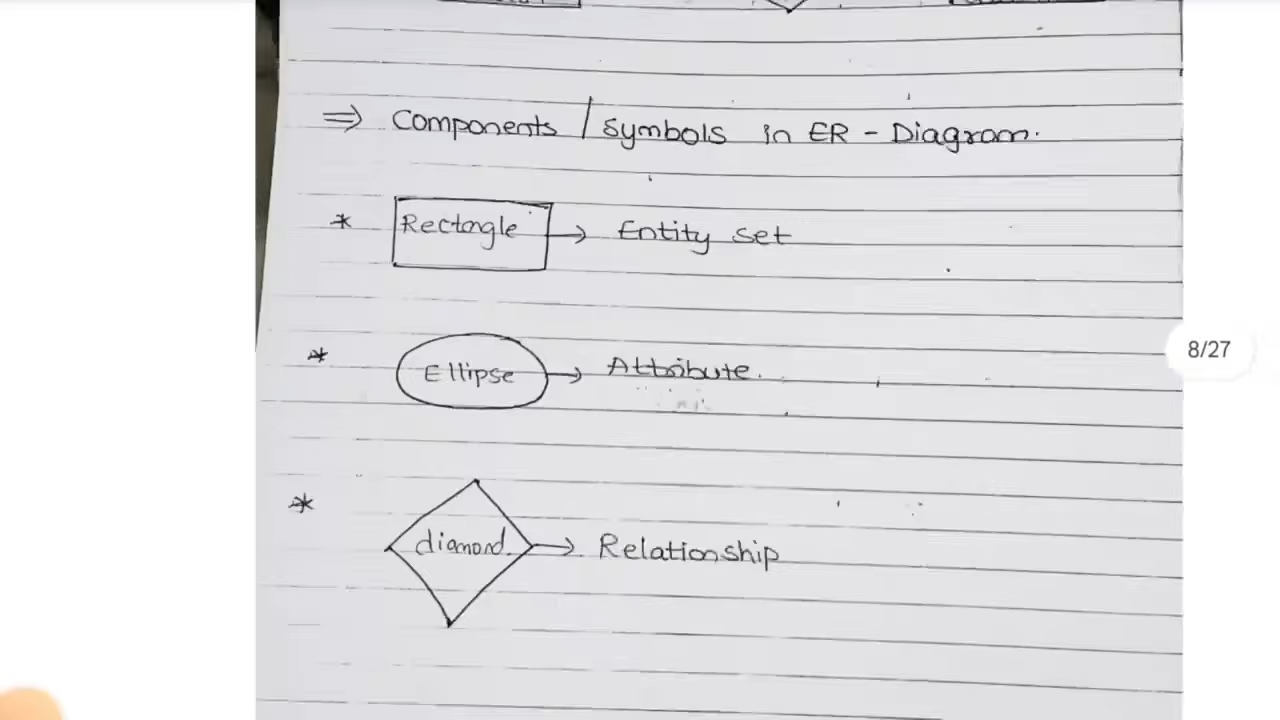 ⇒ Components / Symbols in ER - Diagram.
* Rectangle → Entity set
* Ellipse → Attribute.
8/27
* diamond → Relationship